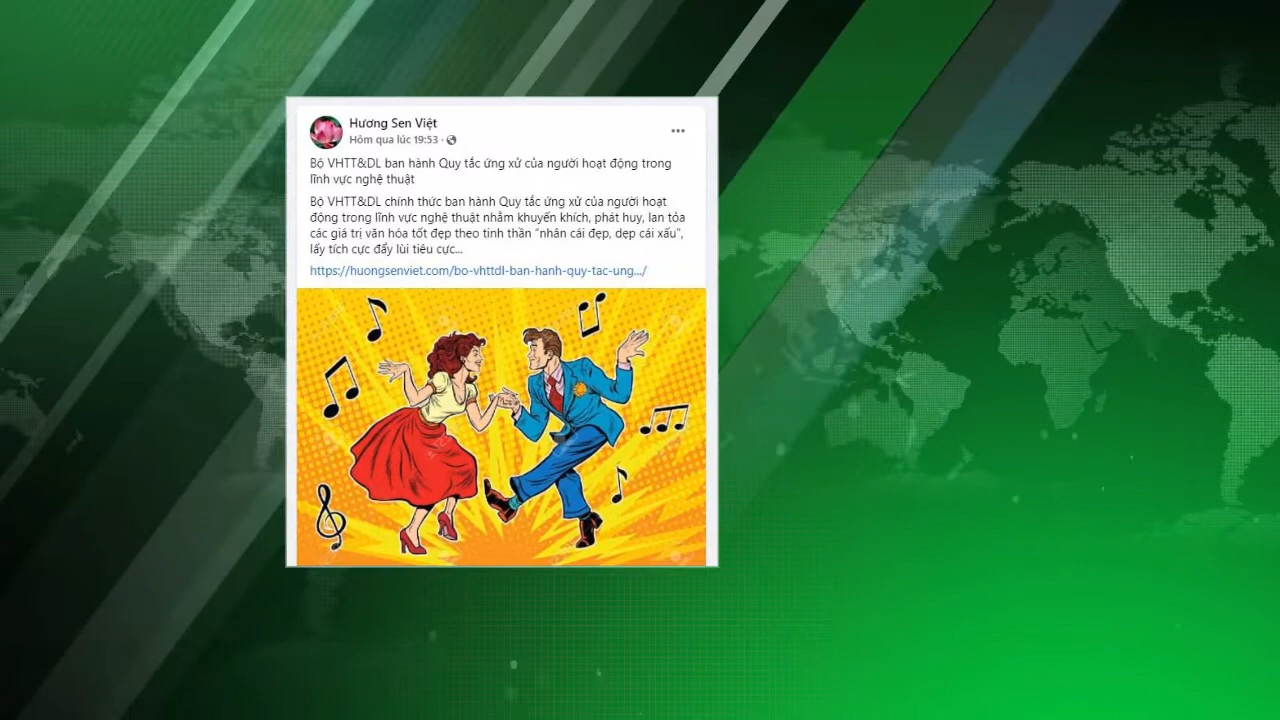 Hương Sen Việt
Hôm qua lúc 19:53 ·
Bộ VHTT&DL ban hành Quy tắc ứng xử của người hoạt động trong
lĩnh vực nghệ thuật
Bộ VHTT&DL chính thức ban hành Quy tắc ứng xử của người hoạt
động trong lĩnh vực nghệ thuật nhằm khuyến khích, phát huy, lan tỏa
các giá trị văn hóa tốt đẹp theo tinh thần “nhân cái đẹp, dẹp cái xấu”,
lấy tích cực đẩy lùi tiêu cực...
https://huongsenviet.com/bo-vhttdl-ban-hanh-quy-tac-ung.../